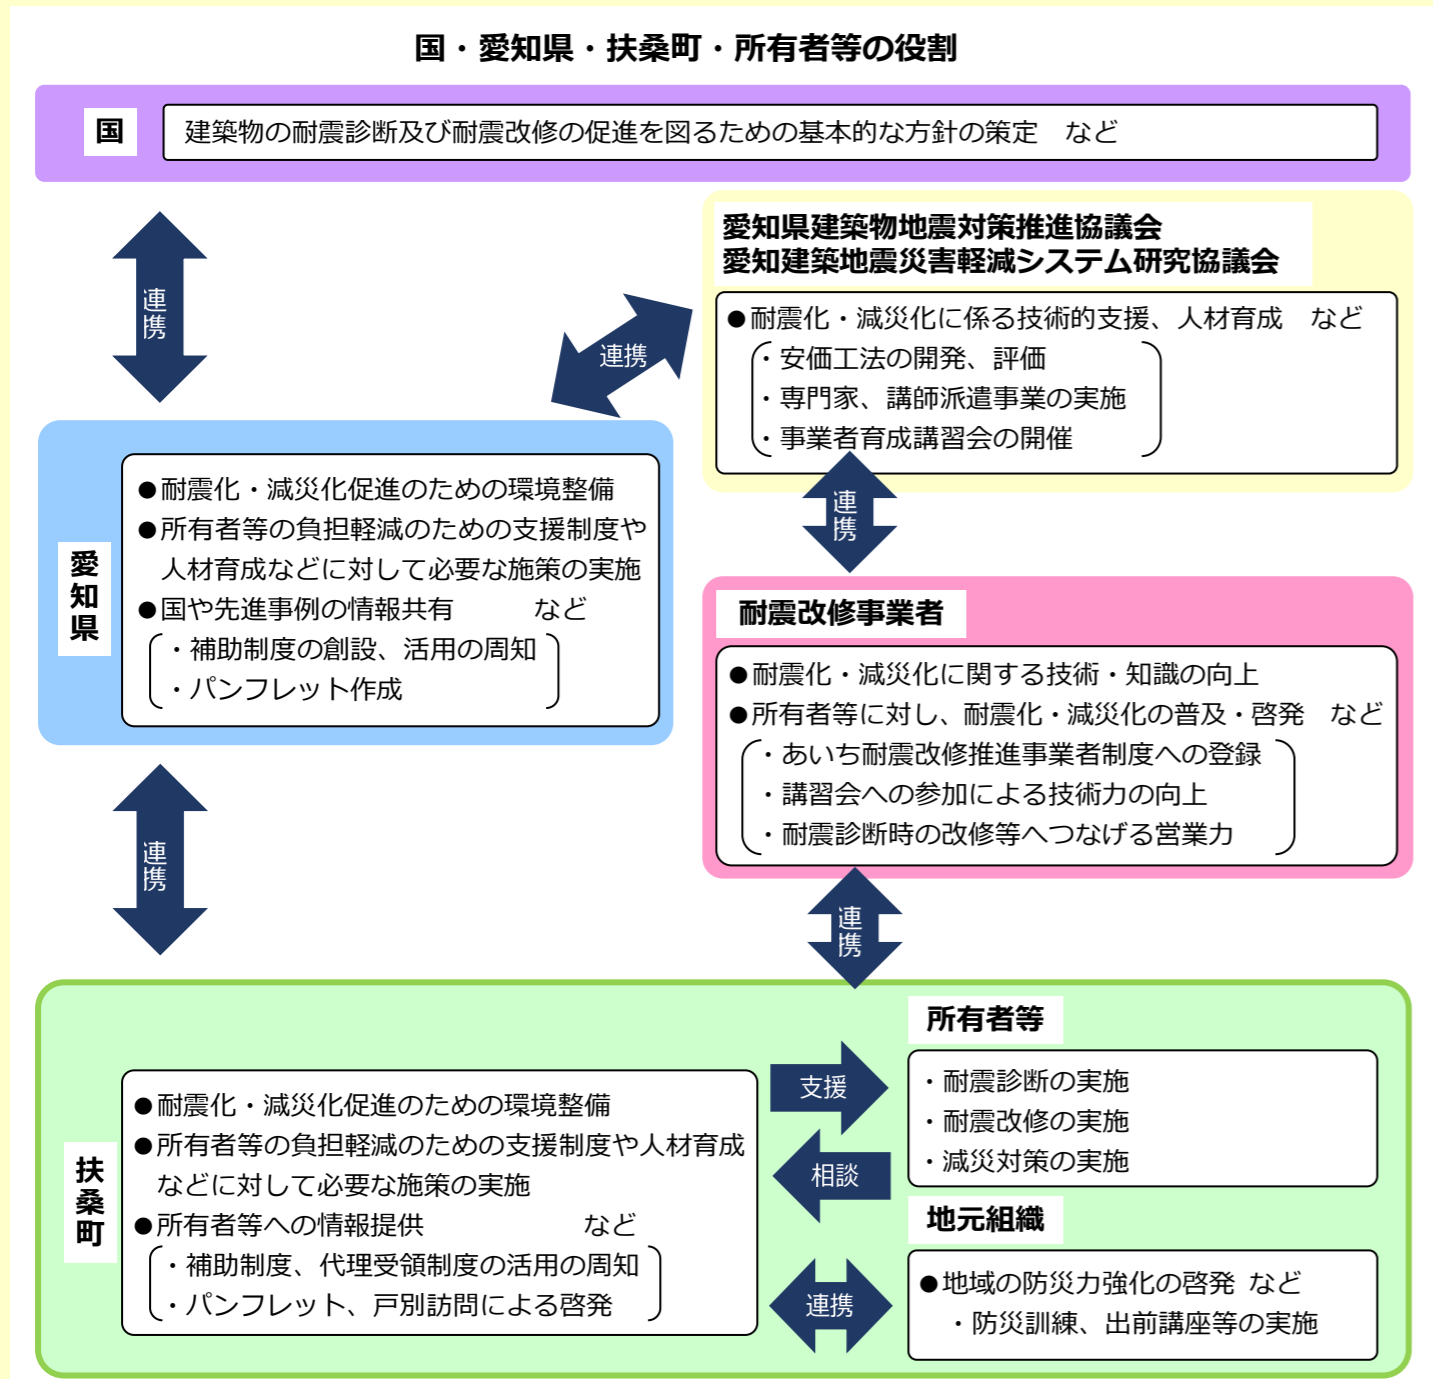 国・愛知県・扶桑町・所有者等の役割
国
建築物の耐震診断及び耐震改修の促進を図るための基本的な方針の策定　など
連携
愛知県建築物地震対策推進協議会
愛知建築地震災害軽減システム研究協議会
●耐震化・減災化に係る技術的支援、人材育成　など
・安価工法の開発、評価
・専門家、講師派遣事業の実施
・事業者育成講習会の開催
連携
愛知県
●耐震化・減災化促進のための環境整備
●所有者等の負担軽減のための支援制度や
人材育成などに対して必要な施策の実施
●国や先進事例の情報共有　　　など
・補助制度の創設、活用の周知
・パンフレット作成
連携
耐震改修事業者
●耐震化・減災化に関する技術・知識の向上
●所有者等に対し、耐震化・減災化の普及・啓発　など
・あいち耐震改修推進事業者制度への登録
・講習会への参加による技術力の向上
・耐震診断時の改修等へつなげる営業力
連携
連携
扶桑町
●耐震化・減災化促進のための環境整備
●所有者等の負担軽減のための支援制度や人材育成
などに対して必要な施策の実施
●所有者等への情報提供　　　　　　など
・補助制度、代理受領制度の活用の周知
・パンフレット、戸別訪問による啓発
支援
相談
連携
所有者等
・耐震診断の実施
・耐震改修の実施
・減災対策の実施
地元組織
●地域の防災力強化の啓発 など
・防災訓練、出前講座等の実施